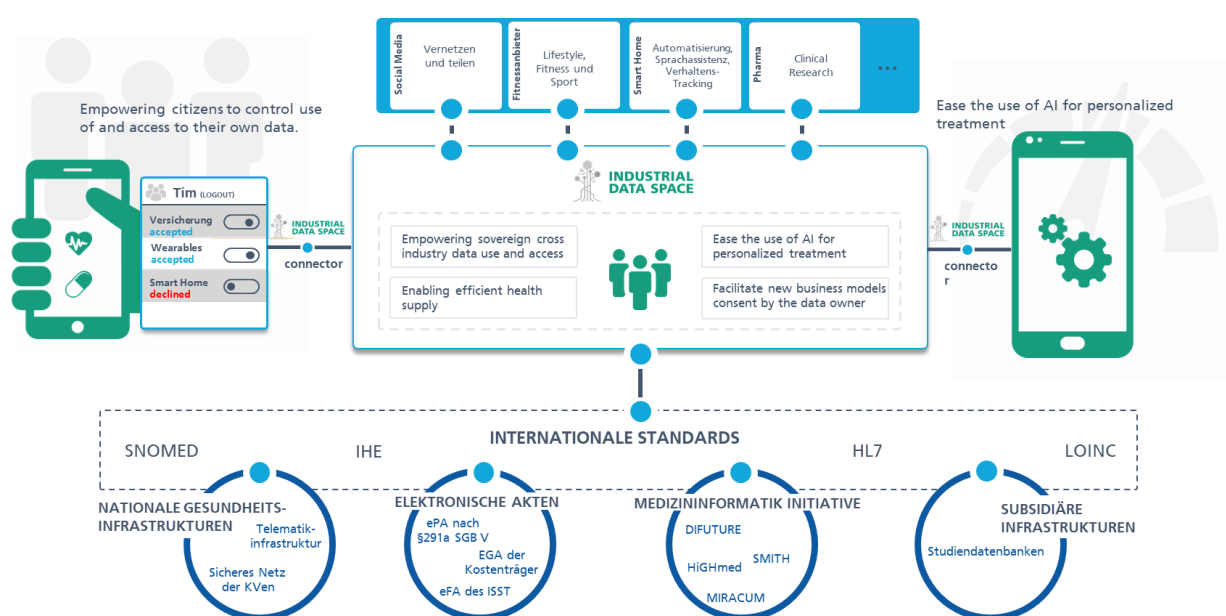 Social Media
Vernetzen
und teilen
Fitnessanbieter
Lifestyle,
Fitness und
Sport
Smart Home
Automatisierung,
Sprachassistenz,
Verhaltens-
Tracking
Pharma
Clinical
Research
...
Empowering citizens to control use
of and access to their own data.
Tim (LOGOUT)
Versicherung
accepted
Wearables
accepted
Smart Home
declined
INDUSTRIAL
DATA SPACE
connector
INDUSTRIAL
DATA SPACE
Empowering sovereign cross
industry data use and access
Enabling efficient health
supply
Ease the use of AI for
personalized treatment
Facilitate new business models
consent by the data owner
Ease the use of AI for personalized
treatment
INDUSTRIAL
DATA SPACE
connecto
r
INTERNATIONALE STANDARDS
SNOMED
IHE
HL7
LOINC
NATIONALE GESUNDHEITS-
INFRASTRUKTUREN
Telematik-
infrastruktur
Sicheres Netz
der KVen
ELEKTRONISCHE AKTEN
ePA nach
§291a SGB V
EGA der
Kostenträger
eFA des ISST
MEDIZININFORMATIK INITIATIVE
DIFUTURE
SMITH
HiGHmed
MIRACUM
SUBSIDIÄRE
INFRASTRUKTUREN
Studiendatenbanken